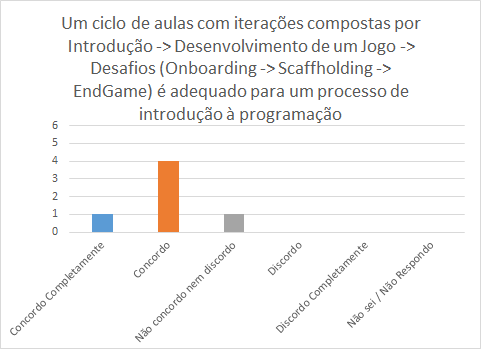 Um ciclo de aulas com iterações compostas por
Introdução -> Desenvolvimento de um Jogo ->
Desafios (Onboarding -> Scaffholding ->
EndGame) é adequado para um processo de
introdução à programação
6
5
4
3
2
1
0
Concordo Completamente
Concordo
Não concordo nem discordo
Discordo
Discordo Completamente
Não sei / Não Respondo